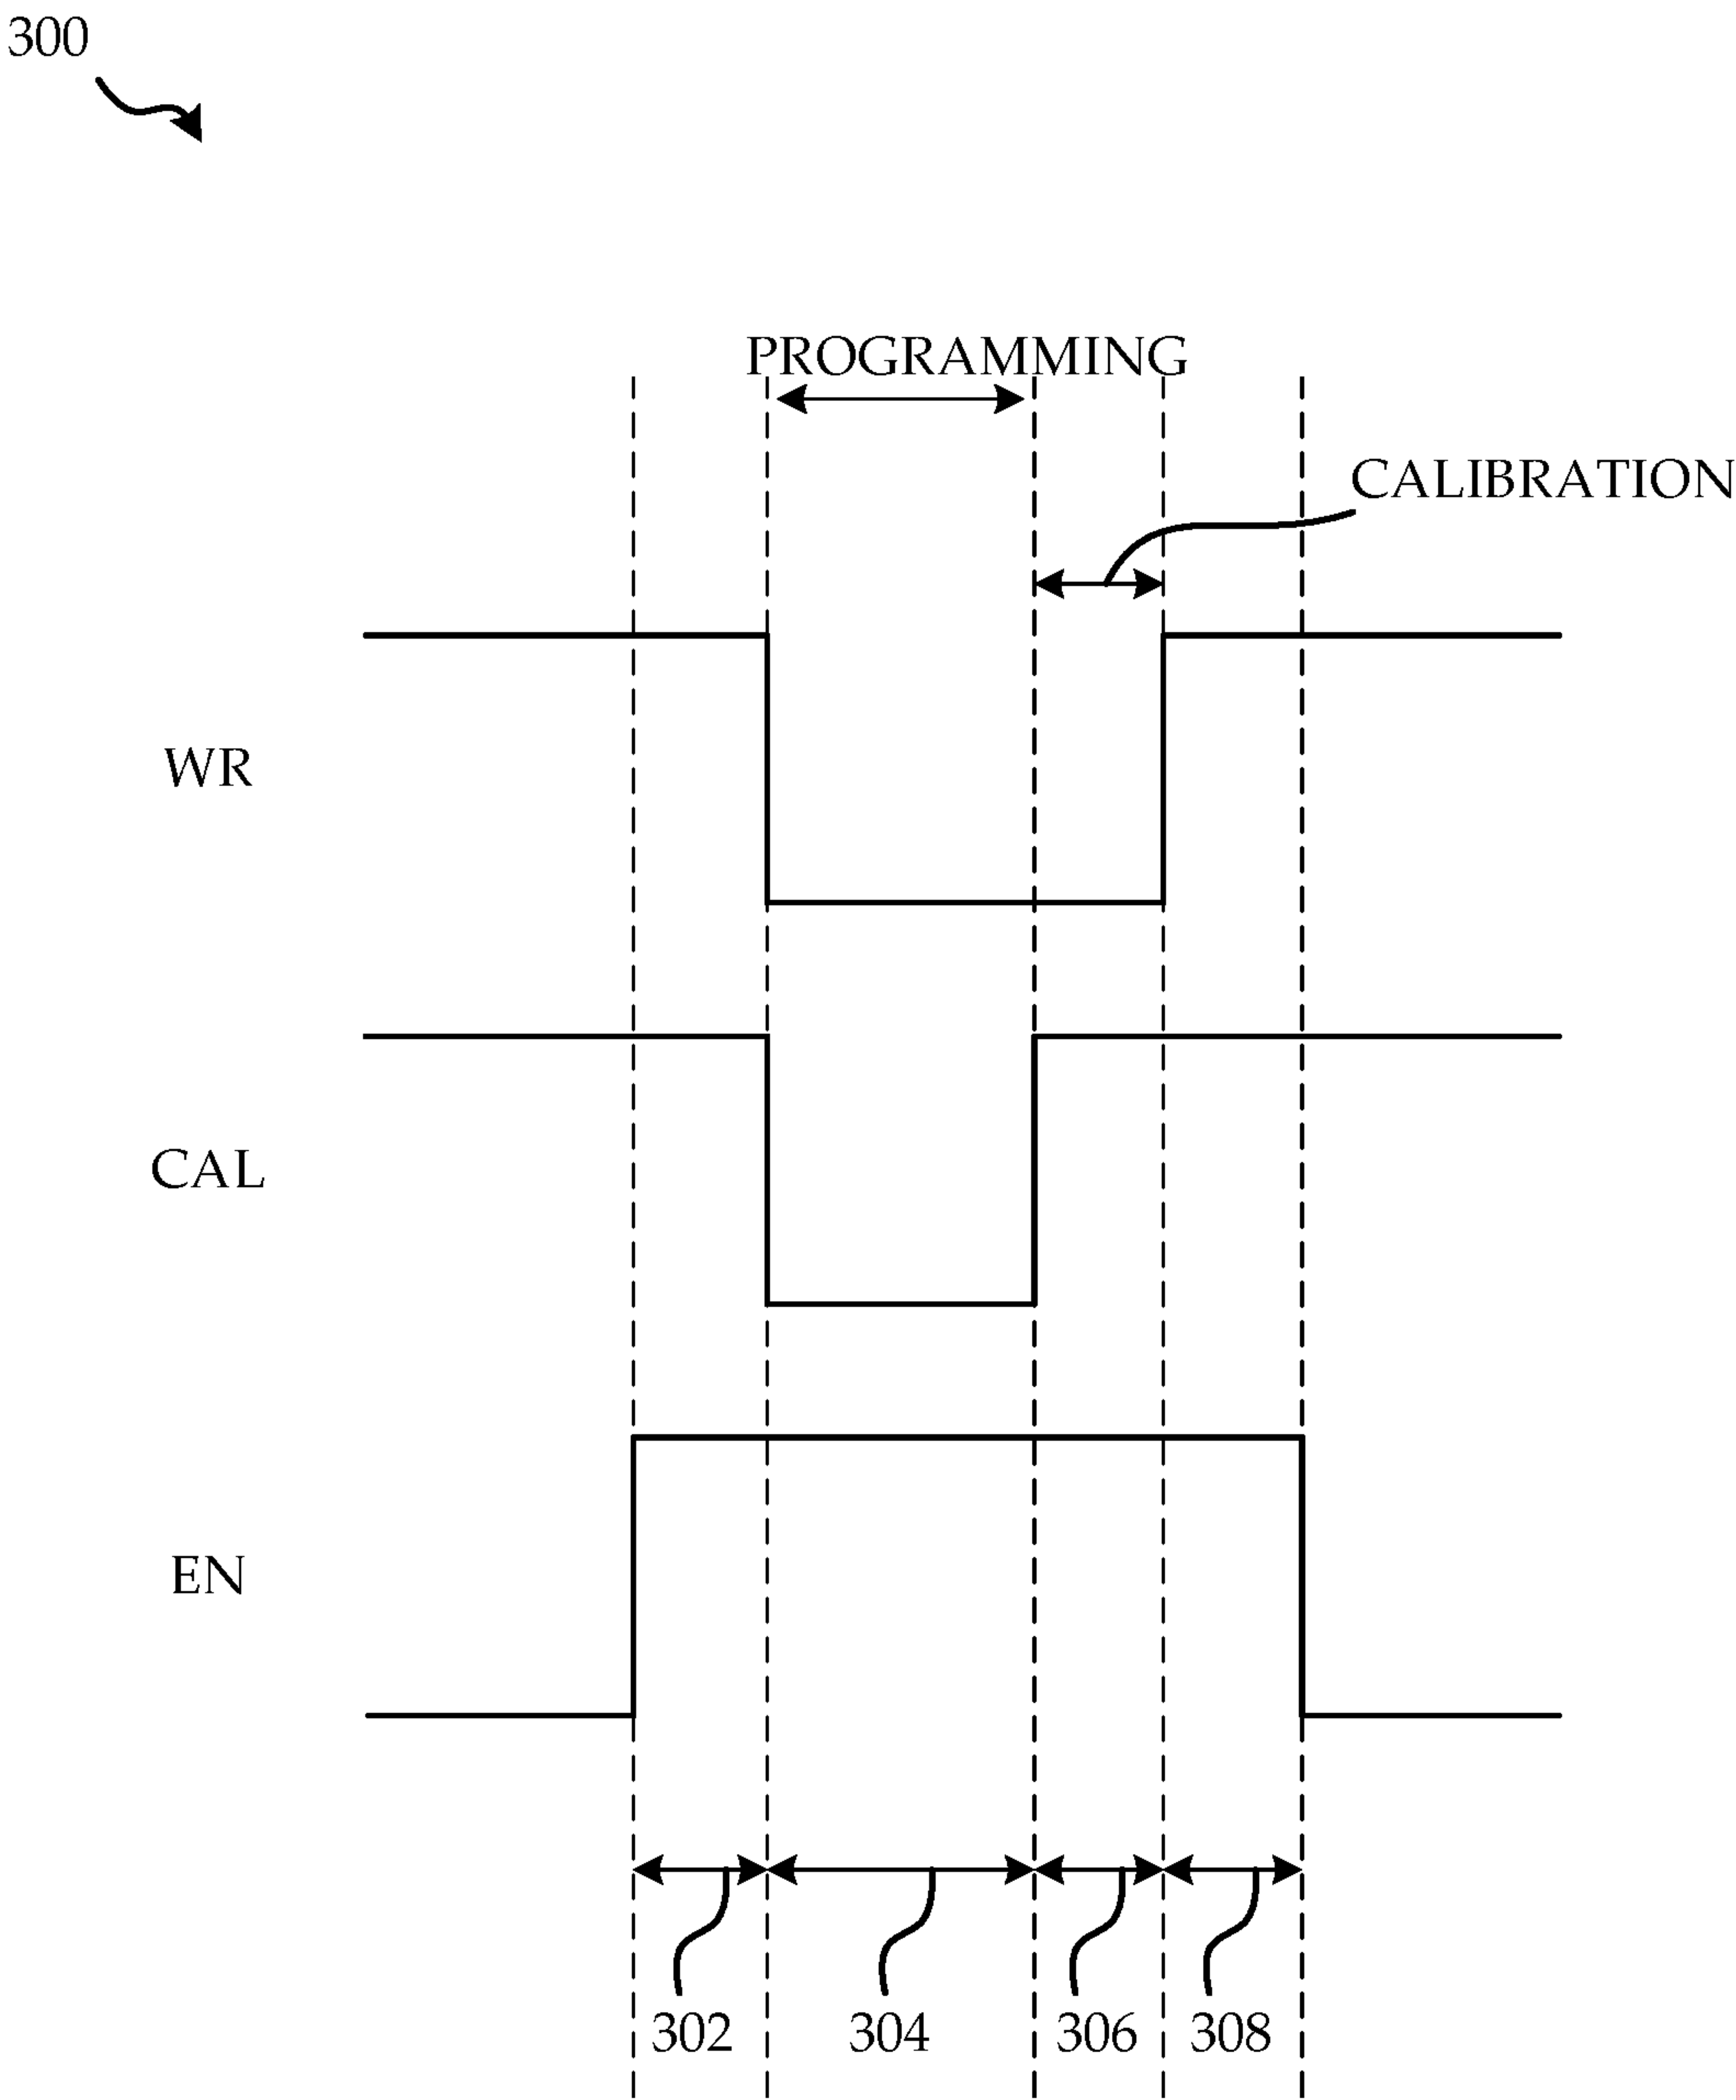 300
PROGRAMMING
CALIBRATION
WR
CAL
EN
302 304 306 308